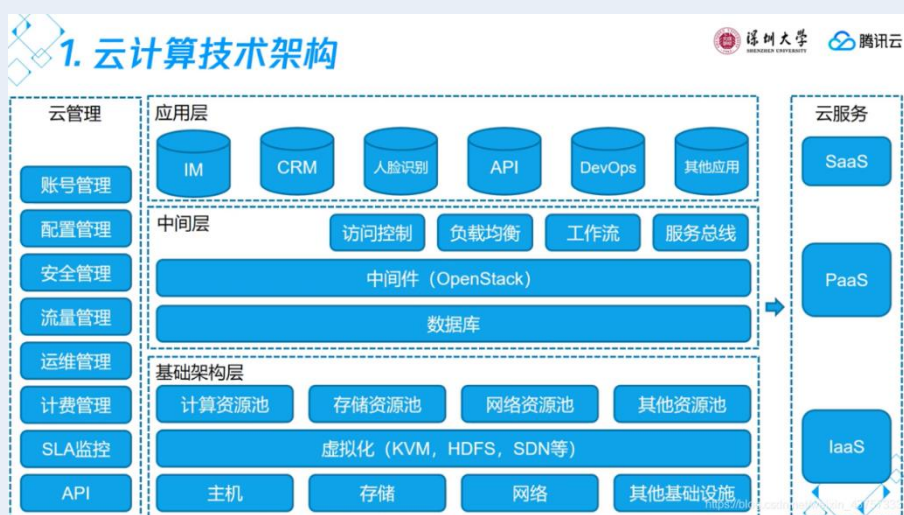 1. 云计算技术架构
深圳大学
SHENZHEN UNIVERSITY
腾讯云
云管理
账号管理
配置管理
安全管理
流量管理
运维管理
计费管理
SLA监控
API
应用层
IM
CRM
人脸识别
API
DevOps
其他应用
中间层
访问控制
负载均衡
工作流
服务总线
中间件（OpenStack）
数据库
基础架构层
计算资源池
存储资源池
网络资源池
其他资源池
虚拟化（KVM，HDFS，SDN等）
主机
存储
网络
其他基础设施
云服务
SaaS
PaaS
IaaS